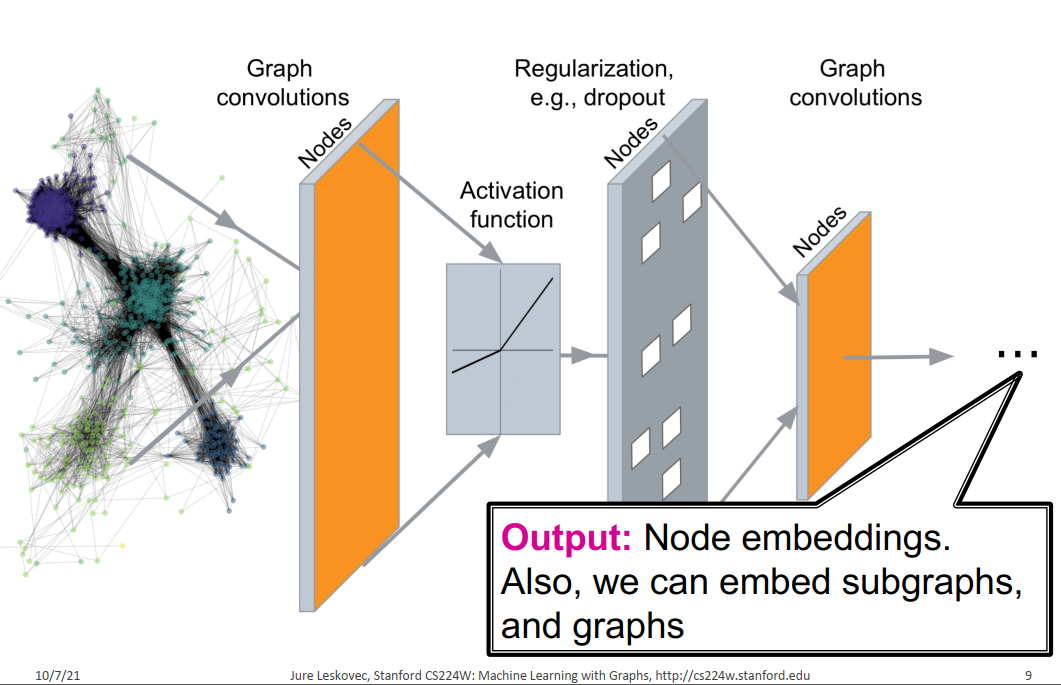 Graph
convolutions
Regularization,
e.g., dropout
Graph
convolutions
Nodes
Activation
function
Nodes
Nodes
...
Output: Node embeddings.
Also, we can embed subgraphs,
and graphs
10/7/21
Jure Leskovec, Stanford CS224W: Machine Learning with Graphs, http://cs224w.stanford.edu
9